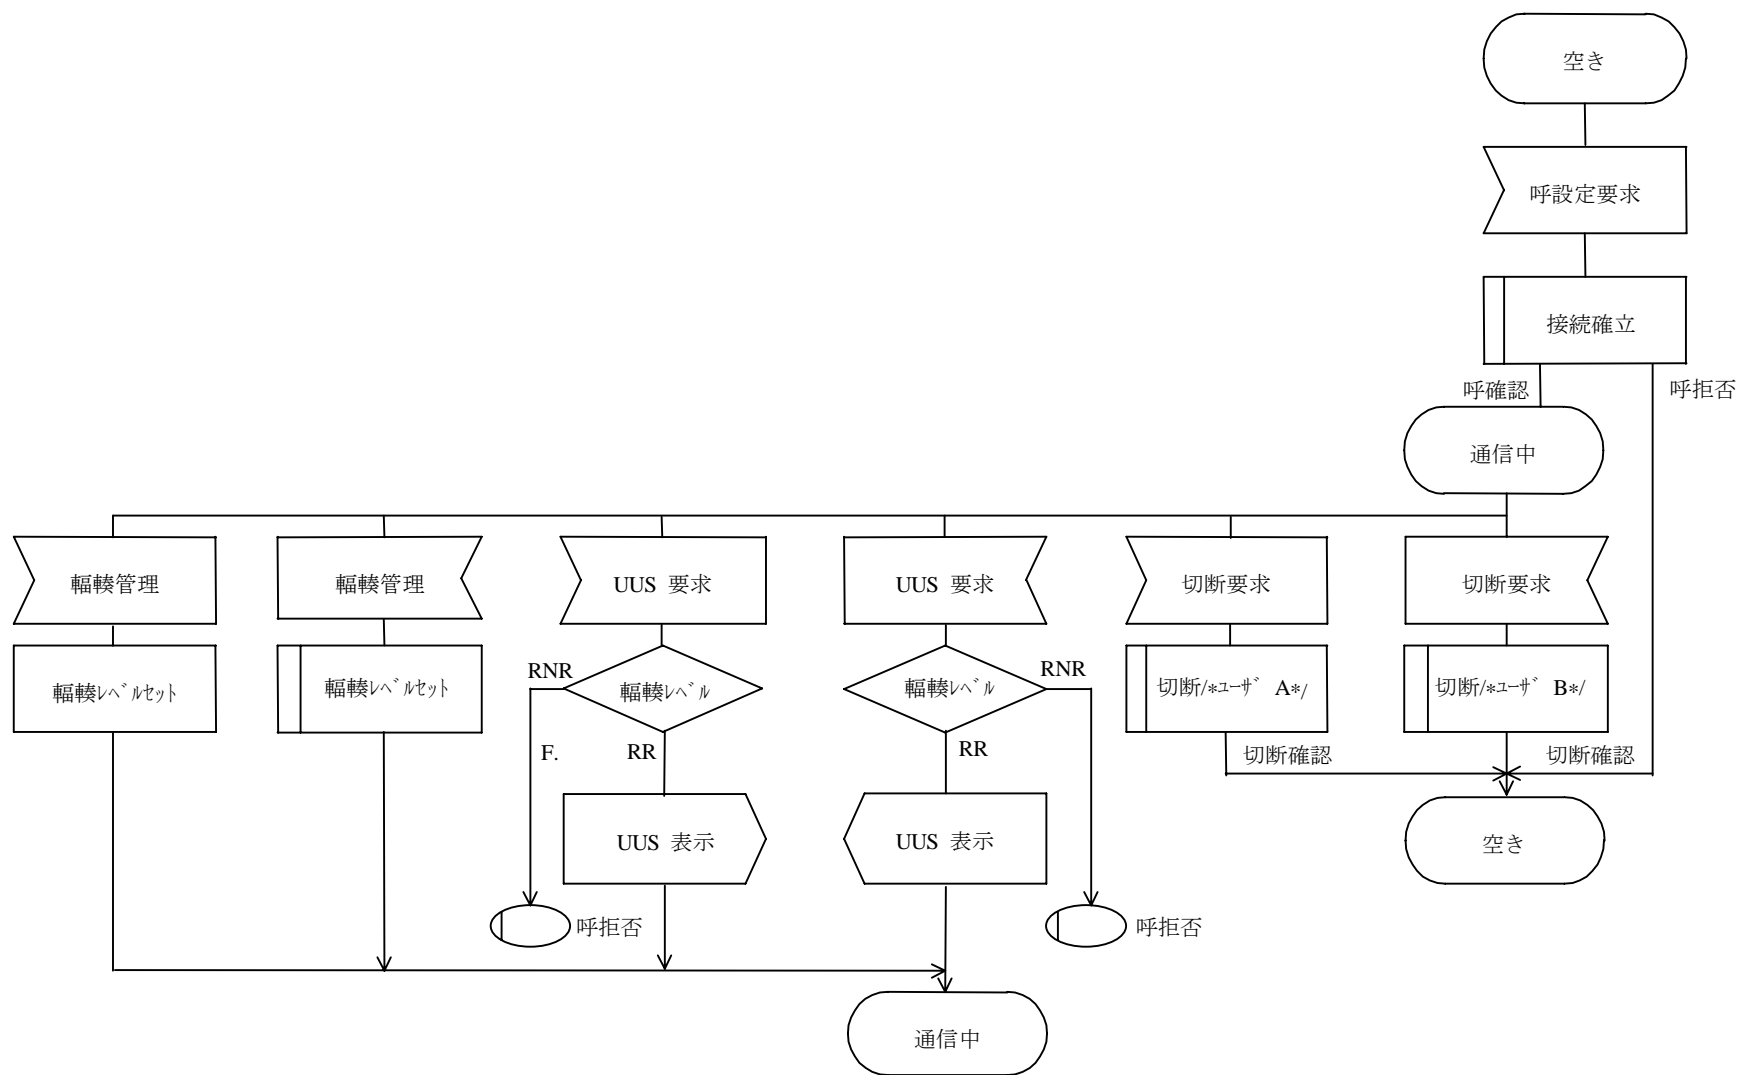 空き
呼設定要求
接続確立
呼確認
呼拒否
通信中
輻輳管理
輻輳管理
UUS 要求
UUS 要求
切断要求
切断要求
輻輳ﾚﾍﾞﾙｾｯﾄ
輻輳ﾚﾍﾞﾙｾｯﾄ
RNR
輻輳ﾚﾍﾞﾙ
輻輳ﾚﾍﾞﾙ
RNR
切断/*ﾕｰｻﾞ A*/
切断/*ﾕｰｻﾞ B*/
F.
RR
RR
切断確認
切断確認
UUS 表示
UUS 表示
空き
呼拒否
呼拒否
通信中